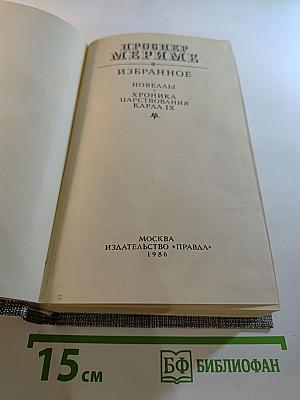 ПРОСПЕР
МЕРИМЕ
ИЗБРАННОЕ
НОВЕЛЛЫ
ХРОНИКА
ЦАРСТВОВАНИЯ
КАРЛА IX
МОСКВА
ИЗДАТЕЛЬСТВО «ПРАВДА»
1986
15 см
БФ БИБЛИОФАН